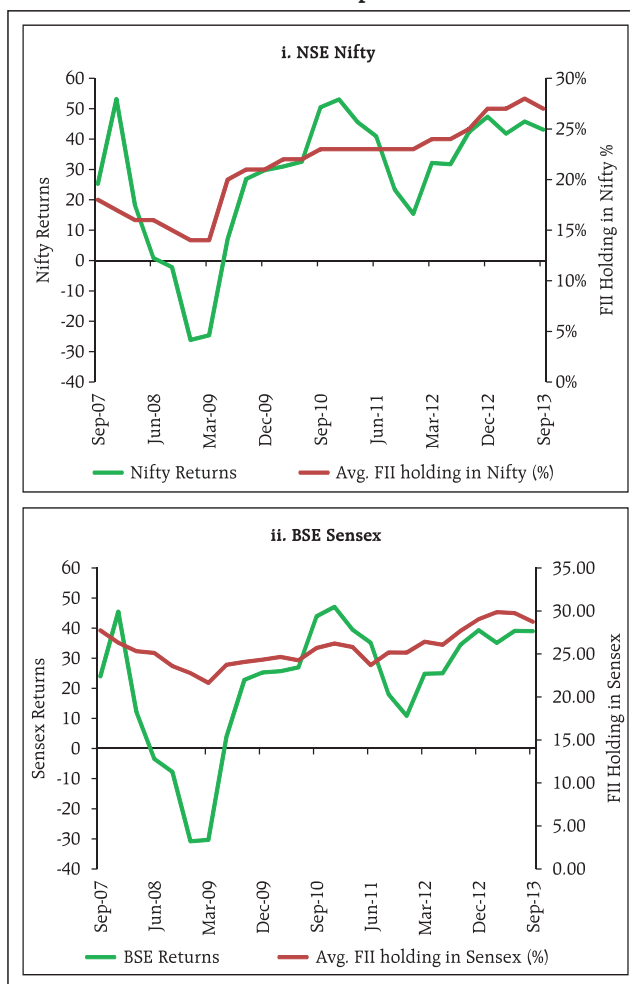 i. NSE Nifty
60
50
40
30
20
10
0
-10
-20
-30
-40
Nifty Returns
30%
25%
20%
15%
10%
5%
0%
FII Holding in Nifty %
Sep-07
Jun-08
Mar-09
Dec-09
Sep-10
Jun-11
Mar-12
Dec-12
Sep-13
Nifty Returns
Avg. FII holding in Nifty (%)
ii. BSE Sensex
60
50
40
30
20
10
0
-10
-20
-30
-40
Sensex Returns
35.00
30.00
25.00
20.00
15.00
10.00
5.00
0.00
FII Holding in Sensex
Sep-07
Jun-08
Mar-09
Dec-09
Sep-10
Jun-11
Mar-12
Dec-12
Sep-13
BSE Returns
Avg. FII holding in Sensex (%)